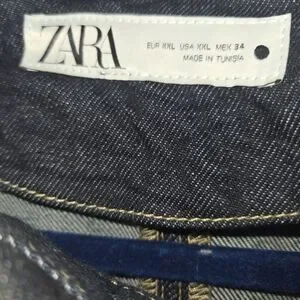 ZARA
EUR XXL USA XXL MEX 34
MADE IN TUNISIA